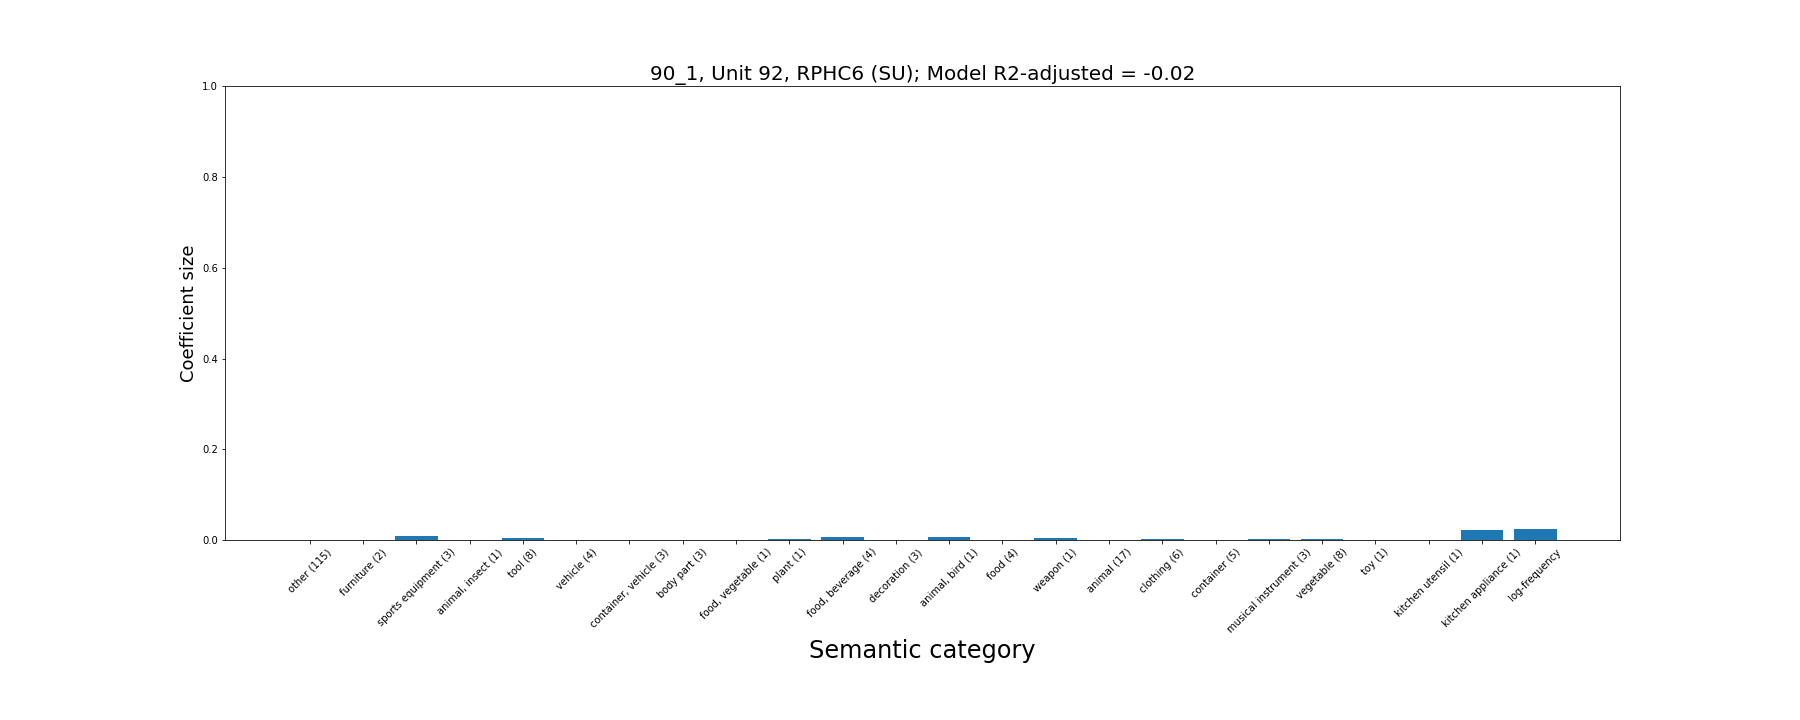 90_1, Unit 92, RPHC6 (SU); Model R2-adjusted = -0.02
1.0
0.8
0.6
0.4
0.2
0.0
Coefficient size
other (115)
furniture (2)
sports equipment (3)
animal, insect (1)
tool (8)
vehicle (4)
container, vehicle (3)
body part (3)
food, vegetable (1)
plant (1)
food, beverage (4)
decoration (3)
animal, bird (1)
food (4)
weapon (1)
animal (17)
clothing (6)
container (5)
musical instrument (3)
vegetable (8)
toy (1)
kitchen utensil (1)
kitchen appliance (1)
log-frequency
Semantic category